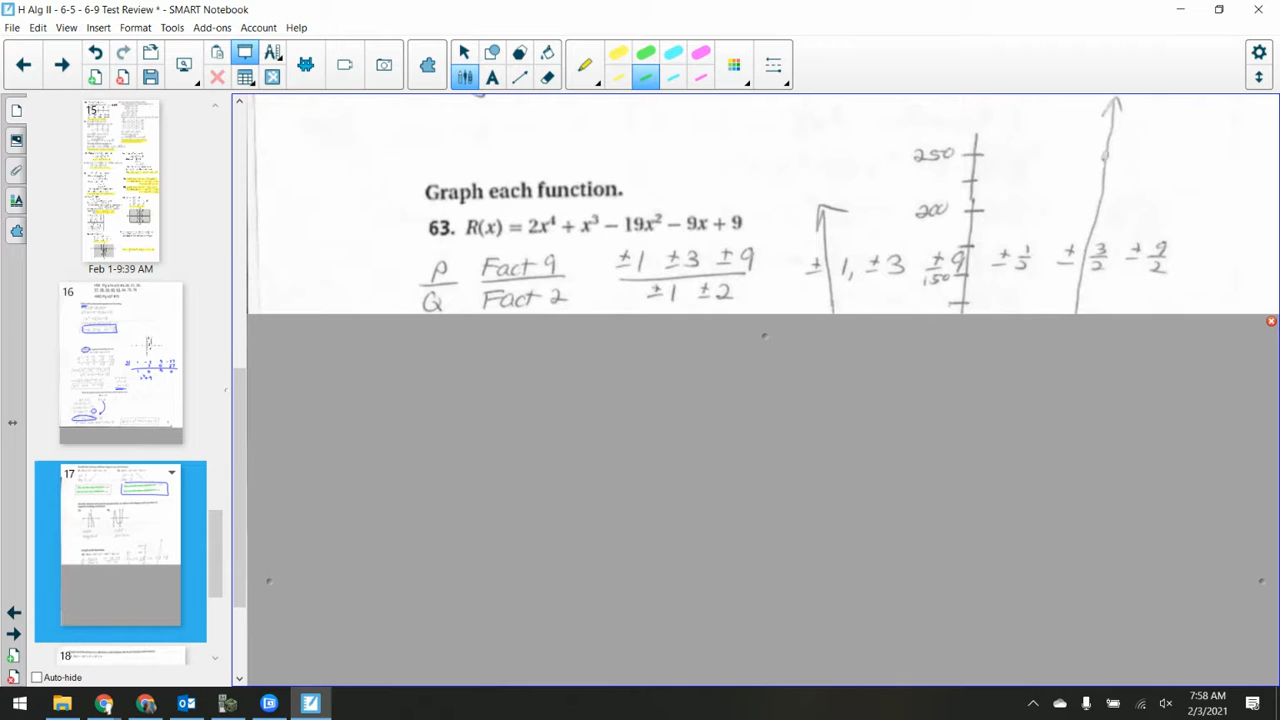 H Alg II - 6-5 - 6-9 Test Review * - SMART Notebook
File Edit View Insert Format Tools Add-ons Account Help
15
Feb 1-9:39 AM
16
17
18
Auto-hide
250
Graph each function.
200
63. R(x) = 2x⁴ + x³ − 19x² − 9x + 9
P Fact 9 ±1 ±3 ±9 ± 1, ±3 ±9 ±1/2 ± 3/2 ± 9/2
Q Fact 2 ±1 ±2
150
7:58 AM
2/3/2021